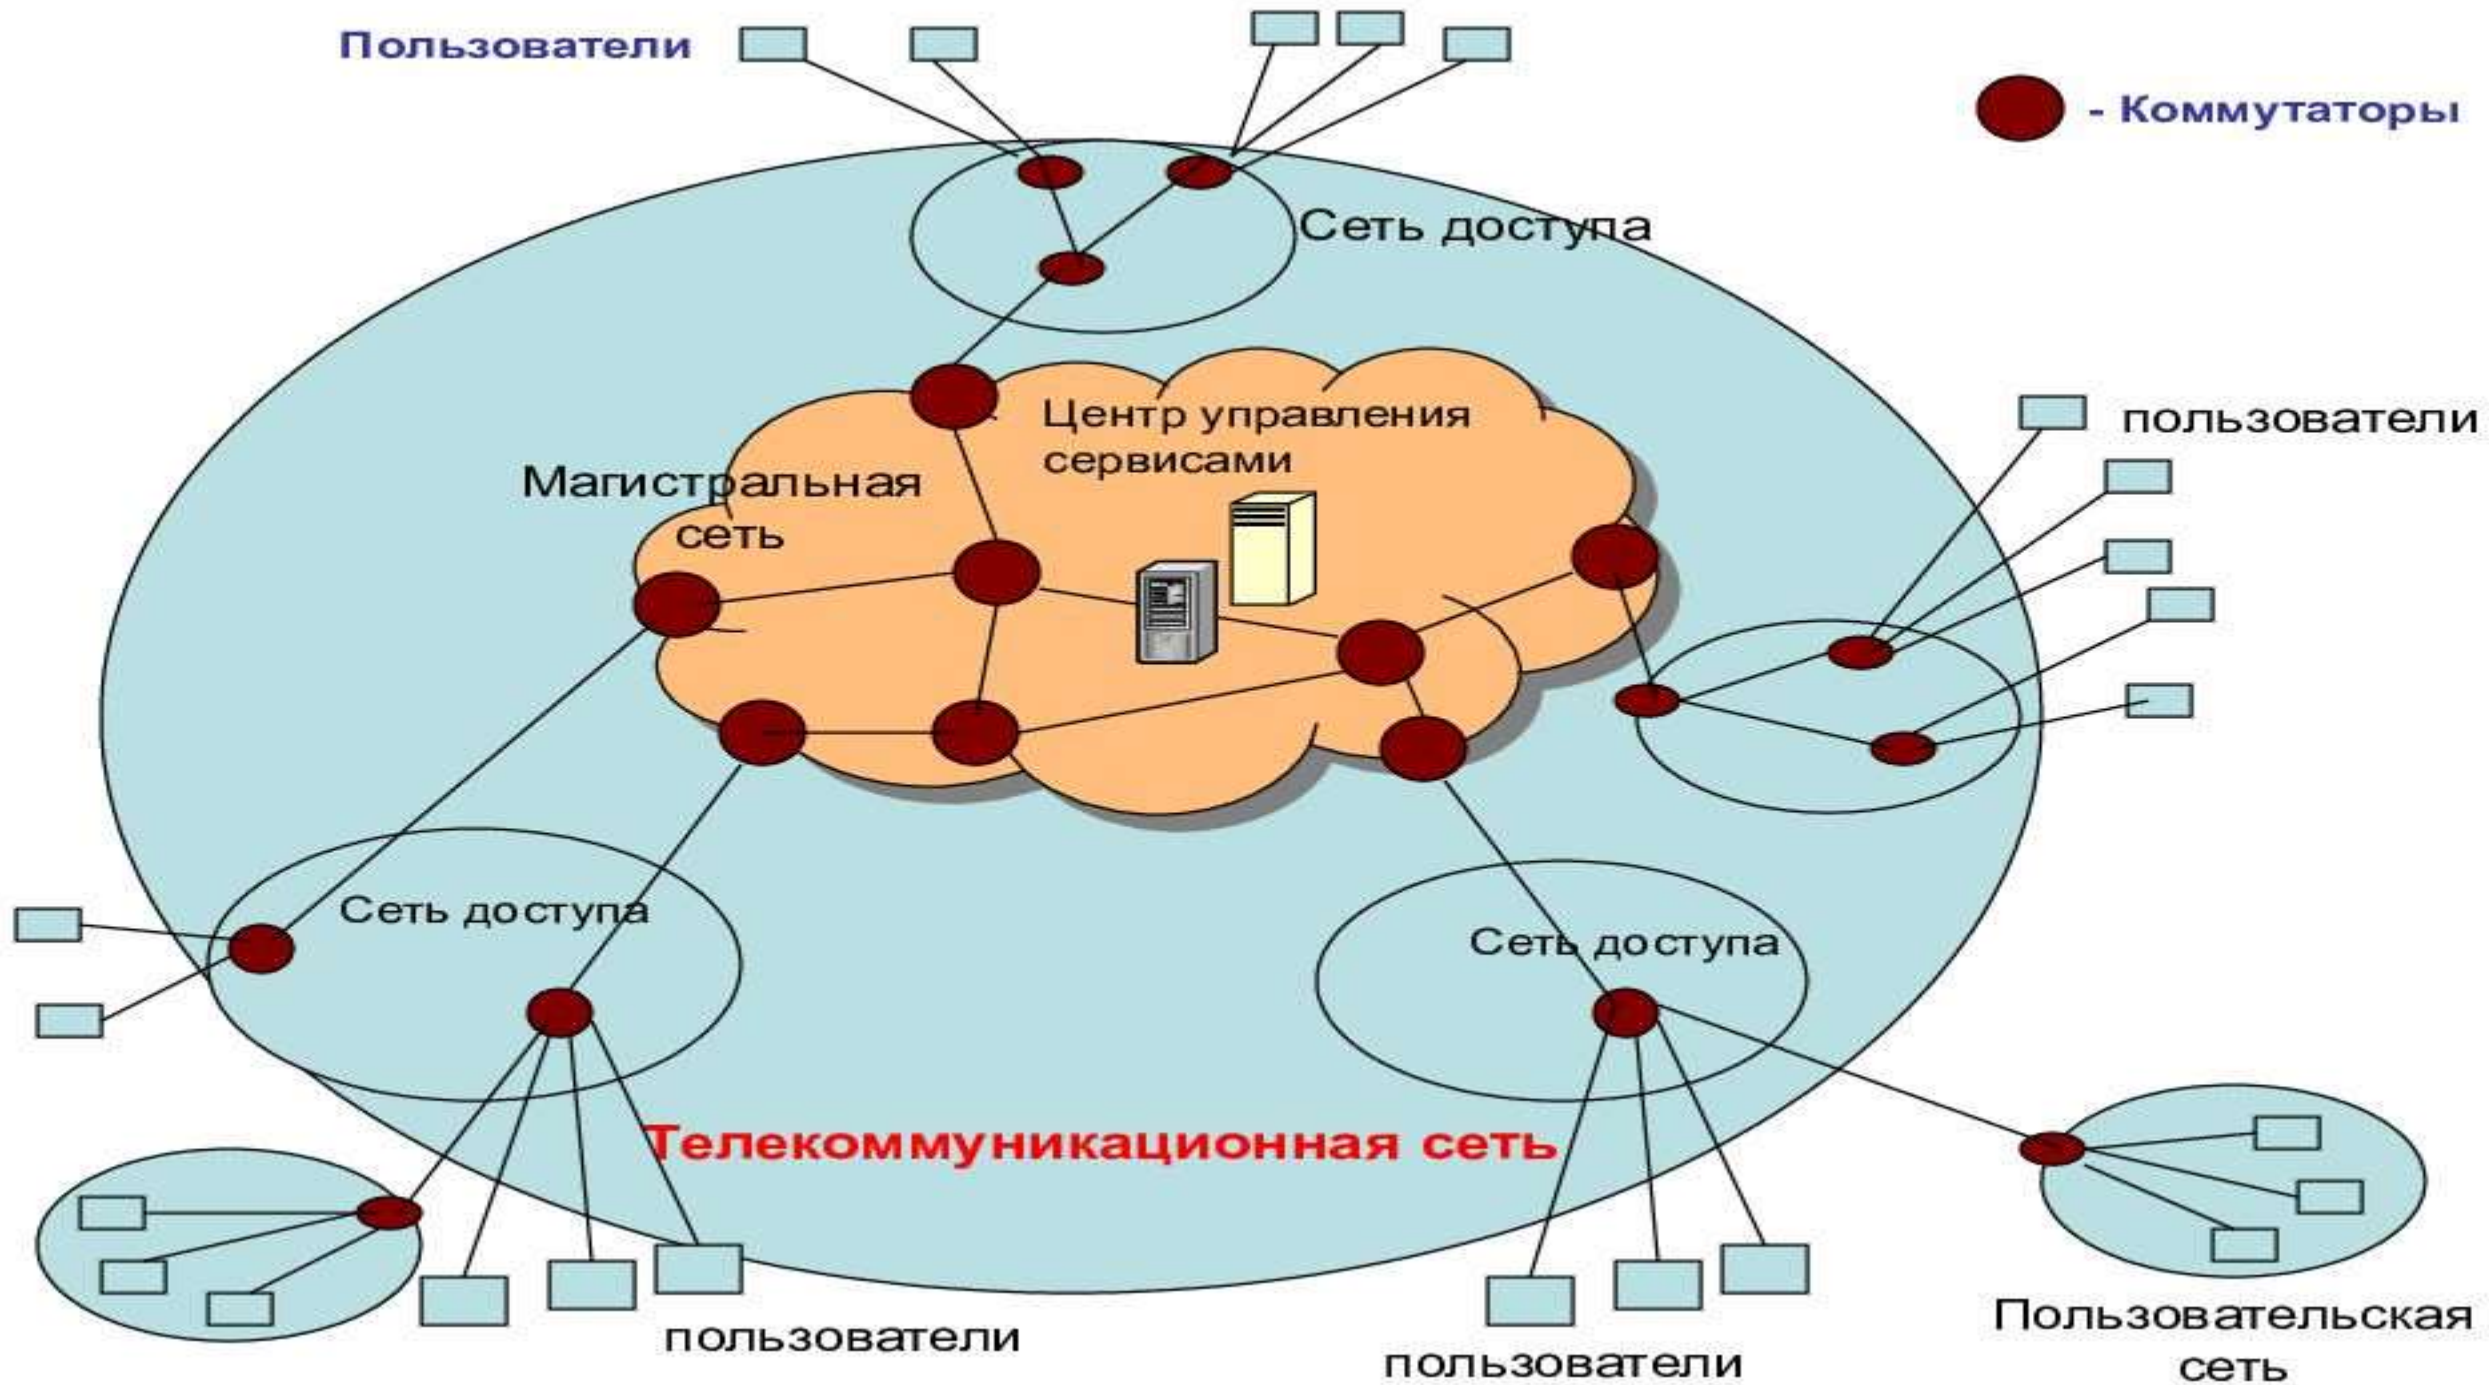 Пользователи
- Коммутаторы
Сеть доступа
Центр управления
сервисами
пользователи
Магистральная
сеть
Сеть доступа
Сеть доступа
Телекоммуникационная сеть
пользователи
пользователи
Пользовательская
сеть